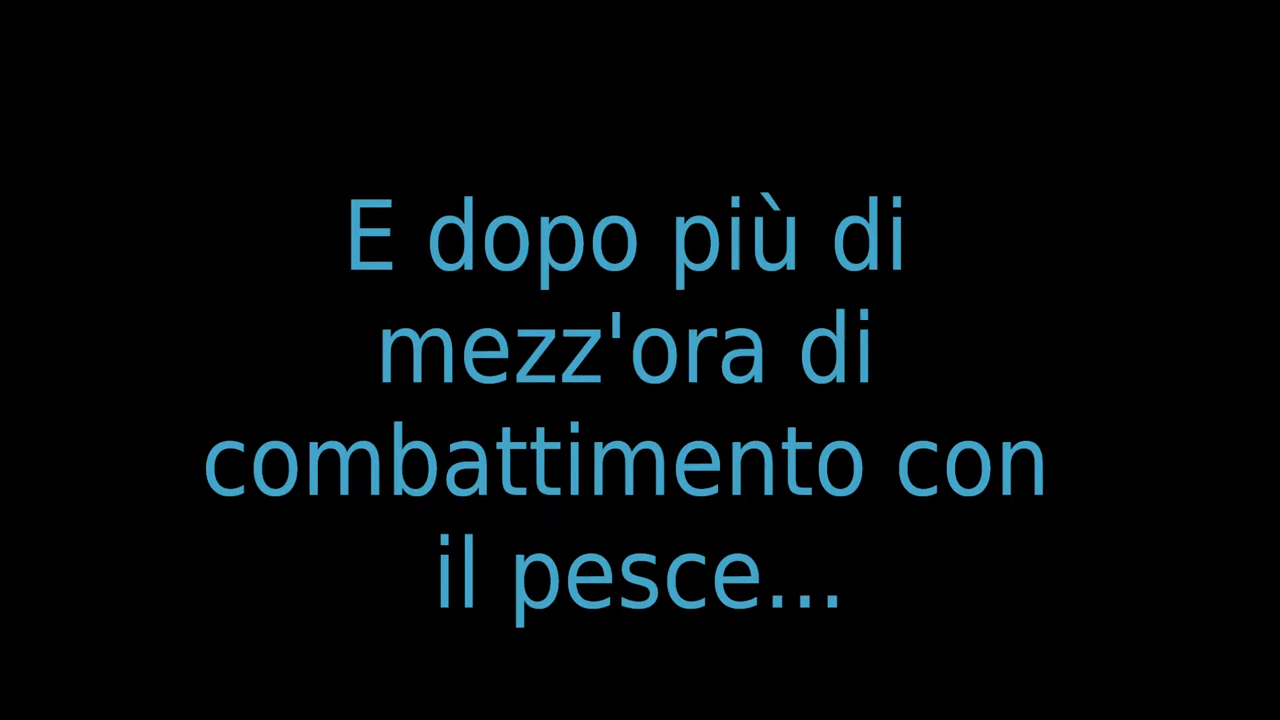 E dopo più di
mezz'ora di
combattimento con
il pesce...